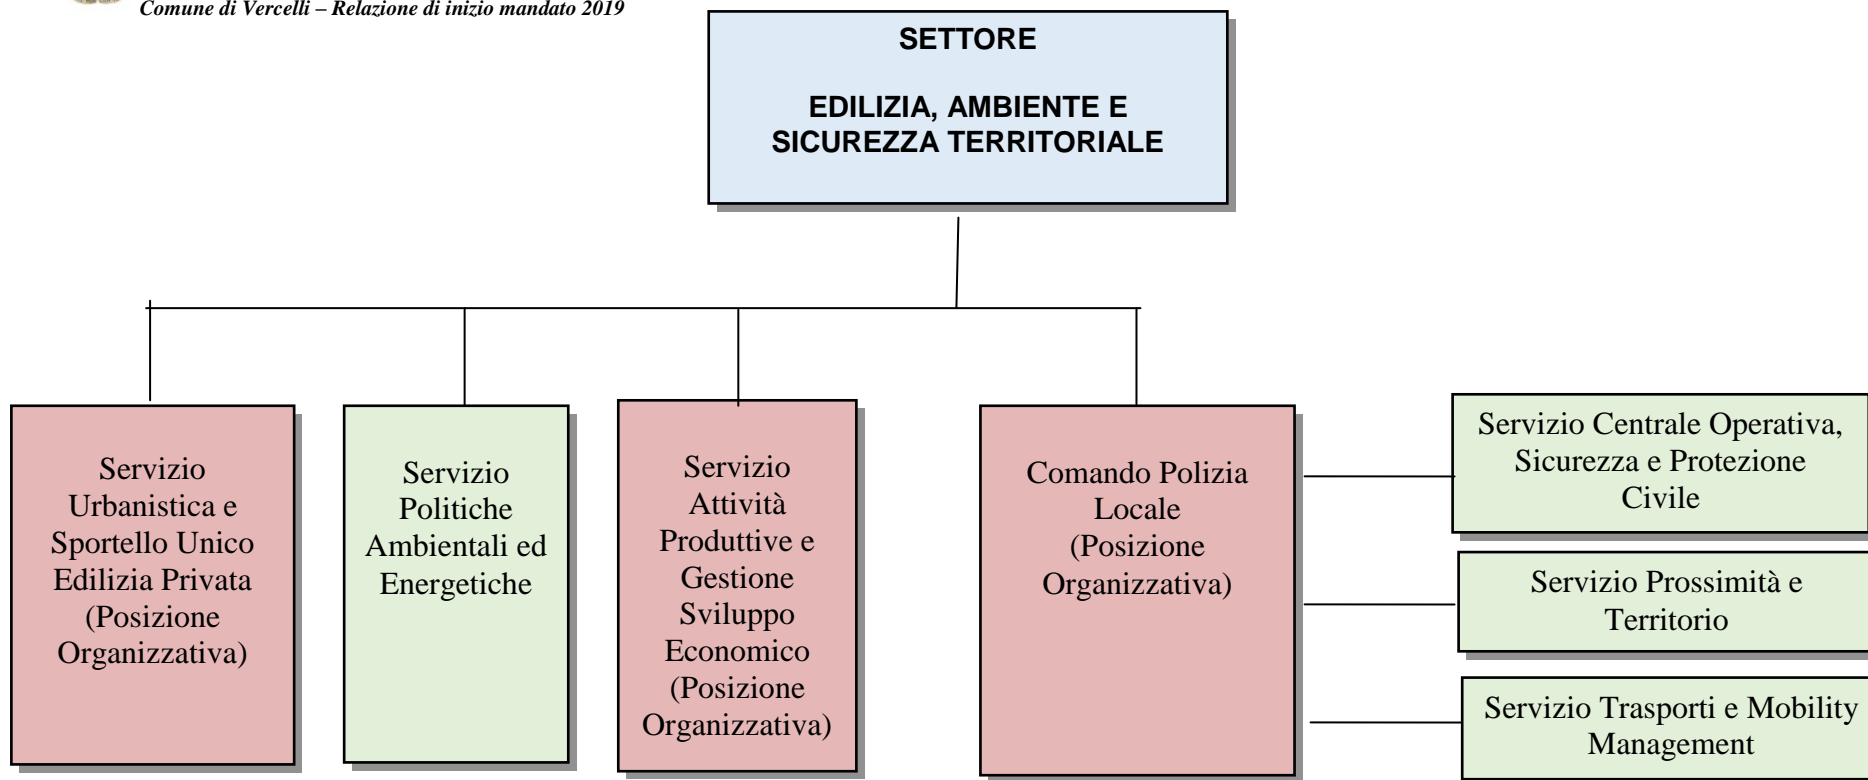 Comune di Vercelli – Relazione di inizio mandato 2019
SETTORE
EDILIZIA, AMBIENTE E
SICUREZZA TERRITORIALE
Servizio
Urbanistica e
Sportello Unico
Edilizia Privata
(Posizione
Organizzativa)
Servizio
Politiche
Ambientali ed
Energetiche
Servizio
Attività
Produttive e
Gestione
Sviluppo
Economico
(Posizione
Organizzativa)
Comando Polizia
Locale
(Posizione
Organizzativa)
Servizio Centrale Operativa,
Sicurezza e Protezione
Civile
Servizio Prossimità e
Territorio
Servizio Trasporti e Mobility
Management